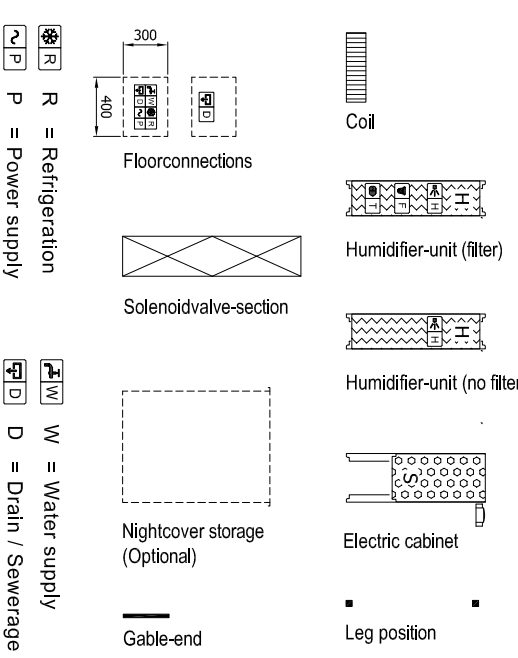 R
R = Refrigeration
P
P = Power supply
W
W = Water supply
D
D = Drain / Sewerage
300
400
W R
D P
D
Floorconnections
Solenoidvalve-section
Nightcover storage
(Optional)
Gable-end
Coil
H
H
F
T
Humidifier-unit (filter)
H
H
Humidifier-unit (no filter
S
Electric cabinet
Leg position